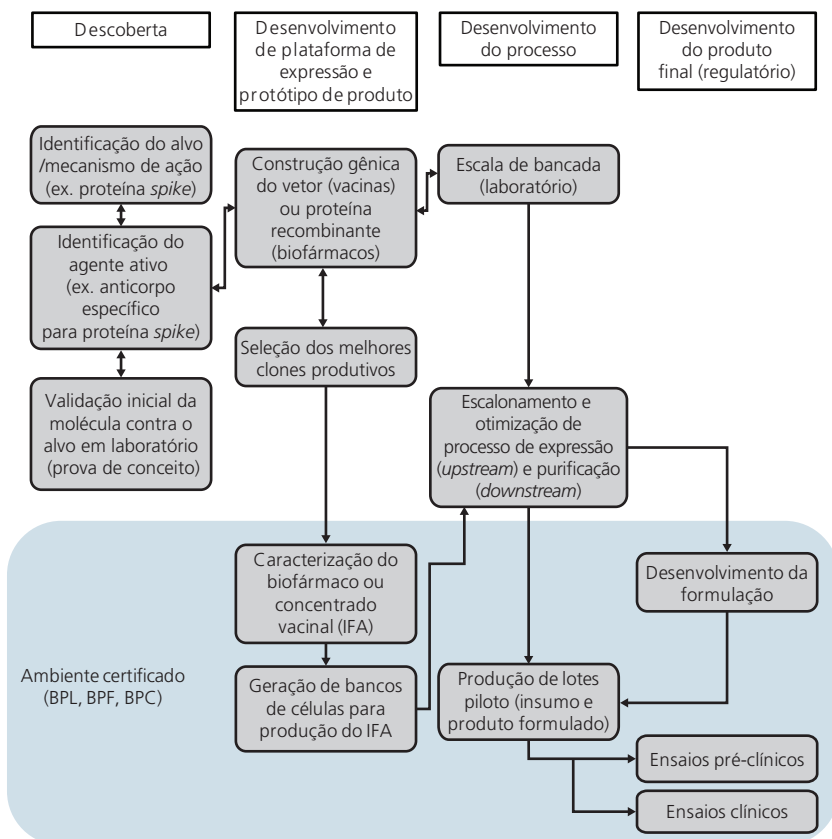 Descoberta
Desenvolvimento
de plataforma de
expressão e
protótipo de produto
Desenvolvimento
do processo
Desenvolvimento
do produto
final (regulatório)
Identificação do alvo
/mecanismo de ação
(ex. proteína spike)
Identificação do
agente ativo
(ex. anticorpo
específico
para proteína spike)
Validação inicial da
molécula contra o
alvo em laboratório
(prova de conceito)
Construção gênica
do vetor (vacinas)
ou proteína
recombinante
(biofármacos)
Seleção dos melhores
clones produtivos
Escala de bancada
(laboratório)
Escalonamento e
otimização de
processo de expressão
(upstream) e purificação
(downstream)
Ambiente certificado
(BPL, BPF, BPC)
Caracterização do
biofármaco ou
concentrado
vacinal (IFA)
Geração de bancos
de células para
produção do IFA
Produção de lotes
piloto (insumo e
produto formulado)
Desenvolvimento da
formulação
Ensaios pré-clínicos
Ensaios clínicos